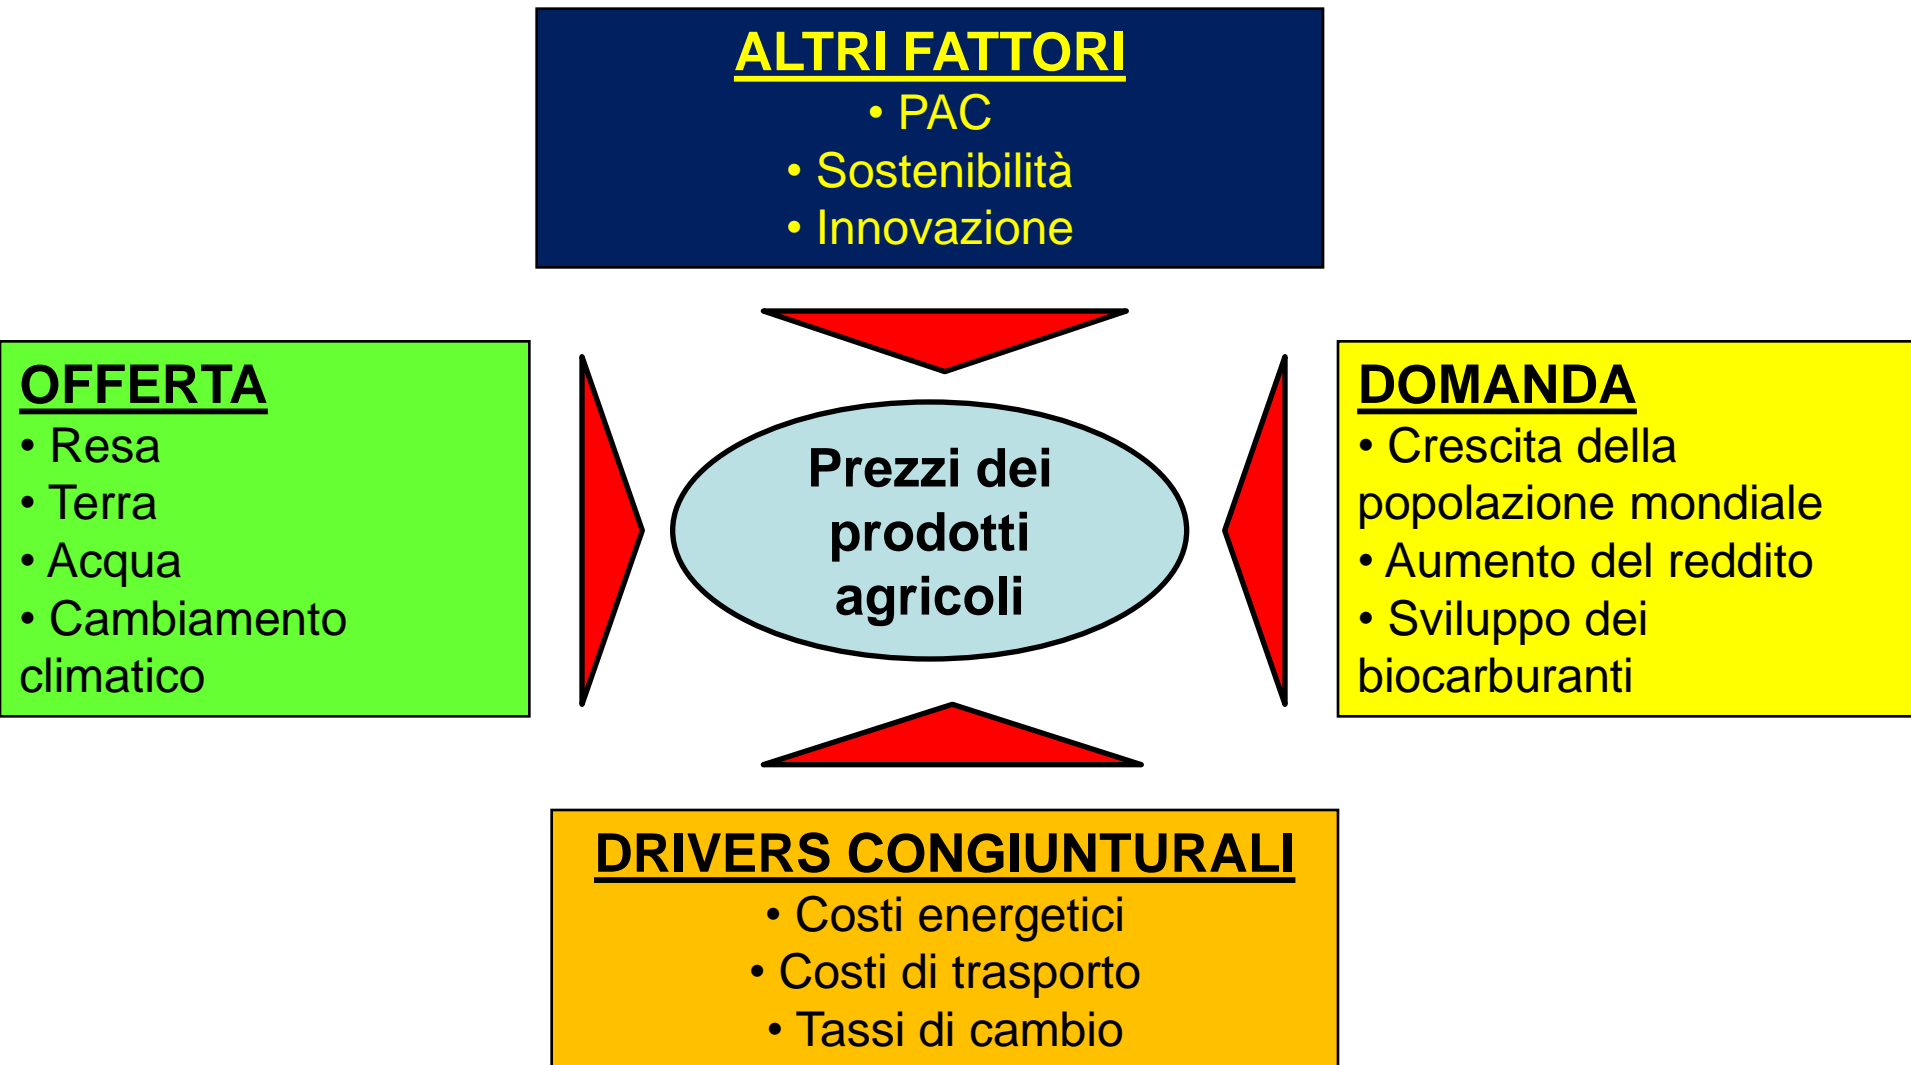 ALTRI FATTORI
• PAC
• Sostenibilità
• Innovazione
OFFERTA
• Resa
• Terra
• Acqua
• Cambiamento
climatico
Prezzi dei
prodotti
agricoli
DOMANDA
• Crescita della
popolazione mondiale
• Aumento del reddito
• Sviluppo dei
biocarburanti
DRIVERS CONGIUNTURALI
• Costi energetici
• Costi di trasporto
• Tassi di cambio